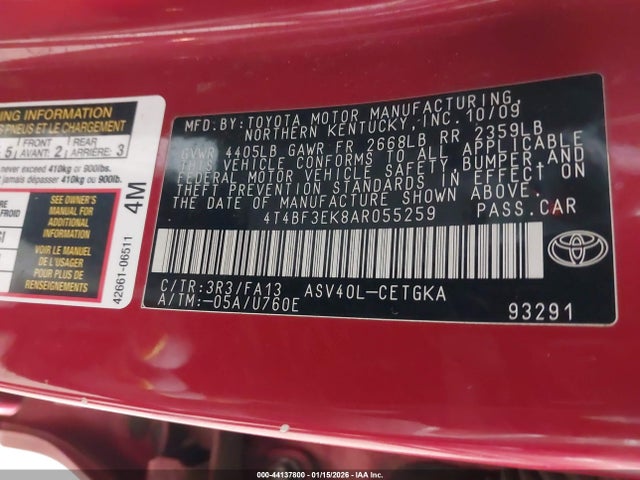 ING INFORMATION
PNEUS ET LE CHARGEMENT
5 FRONT AVANT: 2 REAR ARRIÈRE: 3
never exceed 410kg or 900lbs.
jamais dépasser 410kg ou 900lb.
SEE OWNER'S
MANUAL FOR
ADDITIONAL
INFORMATION
VOIR LE MANUEL
DE L'USAGER
POUR PLUS DE
RENSEIGNEMENTS
4M
42661-06511
MFD.BY:TOYOTA MOTOR MANUFACTURING,
NORTHERN KENTUCKY,INC.10/09
GVWR 4405LB GAWR FR 2668LB RR 2359LB
THIS VEHICLE CONFORMS TO ALL APPLICABLE
FEDERAL MOTOR VEHICLE SAFETY,BUMPER,AND
THEFT PREVENTION STANDARDS IN EFFECT ON
THE DATE OF MANUFACTURE SHOWN ABOVE.
4T4BF3EK8AR055259 PASS.CAR
TOYOTA
C/TR:3R3/FA13 ASV40L-CETGKA
A/TM:-05A/U760E
93291
000-44137800 - 01/15/2026 - IAA Inc.